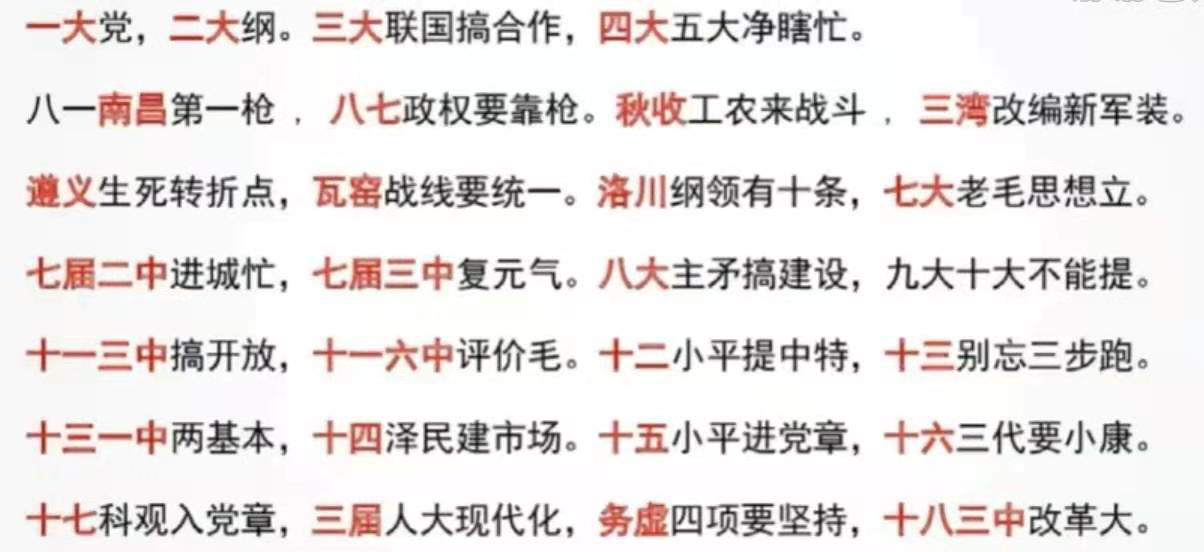 一大党，二大纲。三大联国搞合作，四大五大净瞎忙。
八一南昌第一枪，八七政权要靠枪。秋收工农来战斗，三湾改编新军装。
遵义生死转折点，瓦窑战线要统一。洛川纲领有十条，七大老毛思想立。
七届二中进城忙，七届三中复元气。八大主矛搞建设，九大十大不能提。
十一三中搞开放，十一六中评价毛。十二小平提中特，十三别忘三步跑。
十三一中两基本，十四泽民建市场。十五小平进党章，十六三代要小康。
十七科观入党章，三届人大现代化，务虚四项要坚持，十八三中改革大。